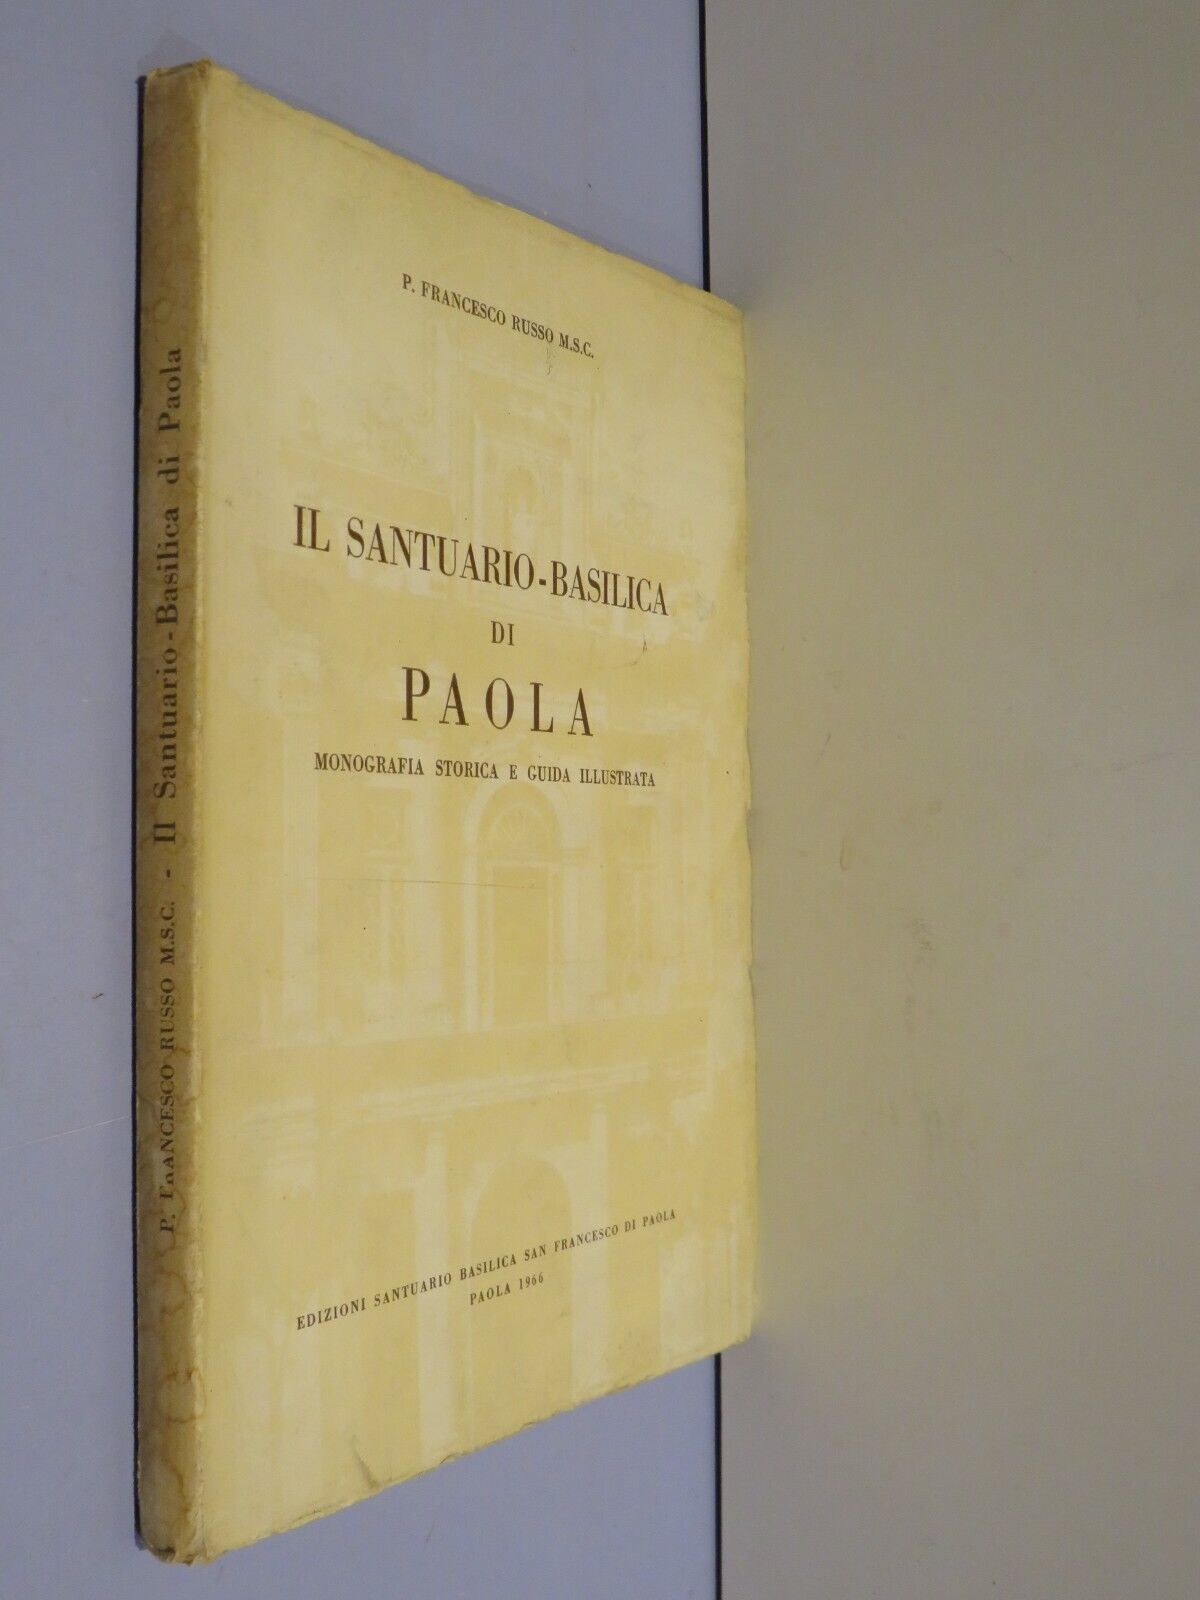 P. FRANCESCO RUSSO M.S.C. - Il Santuario-Basilica di Paola
P. FRANCESCO RUSSO M.S.C.
IL SANTUARIO-BASILICA
DI
PAOLA
MONOGRAFIA STORICA E GUIDA ILLUSTRATA
EDIZIONI SANTUARIO BASILICA SAN FRANCESCO DI PAOLA
PAOLA 1966